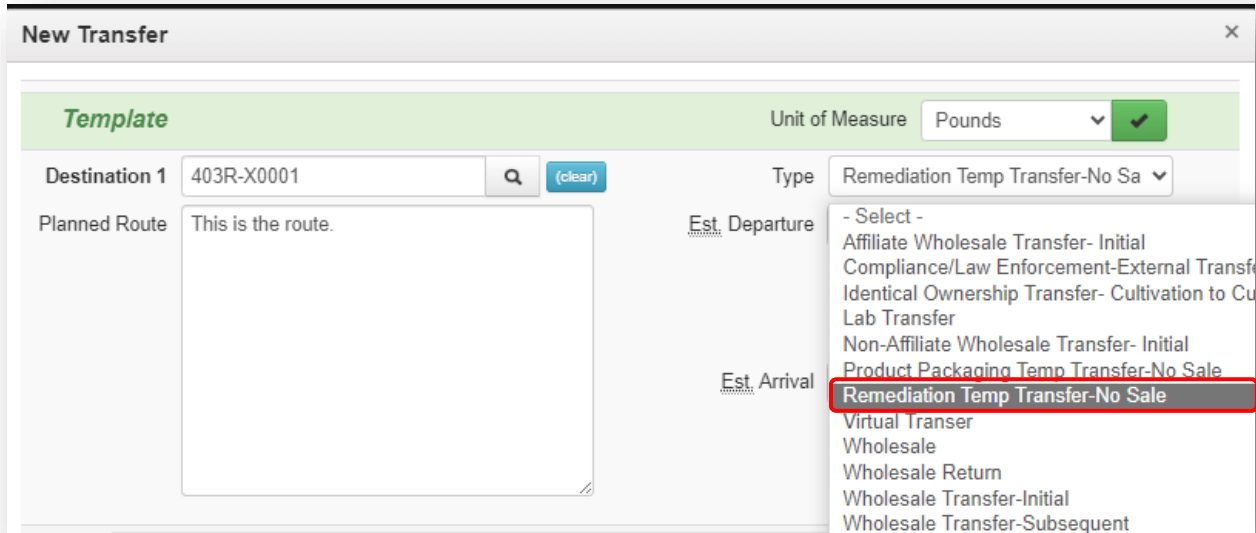 New Transfer ×
Template
Unit of Measure Pounds
Destination 1 403R-X0001 (clear)
Type Remediation Temp Transfer-No Sa
Planned Route This is the route.
Est. Departure
- Select -
Affiliate Wholesale Transfer- Initial
Compliance/Law Enforcement-External Transfe
Identical Ownership Transfer- Cultivation to Cu
Lab Transfer
Non-Affiliate Wholesale Transfer- Initial
Est. Arrival
Product Packaging Temp Transfer-No Sale
Remediation Temp Transfer-No Sale
Virtual Transer
Wholesale
Wholesale Return
Wholesale Transfer-Initial
Wholesale Transfer-Subsequent